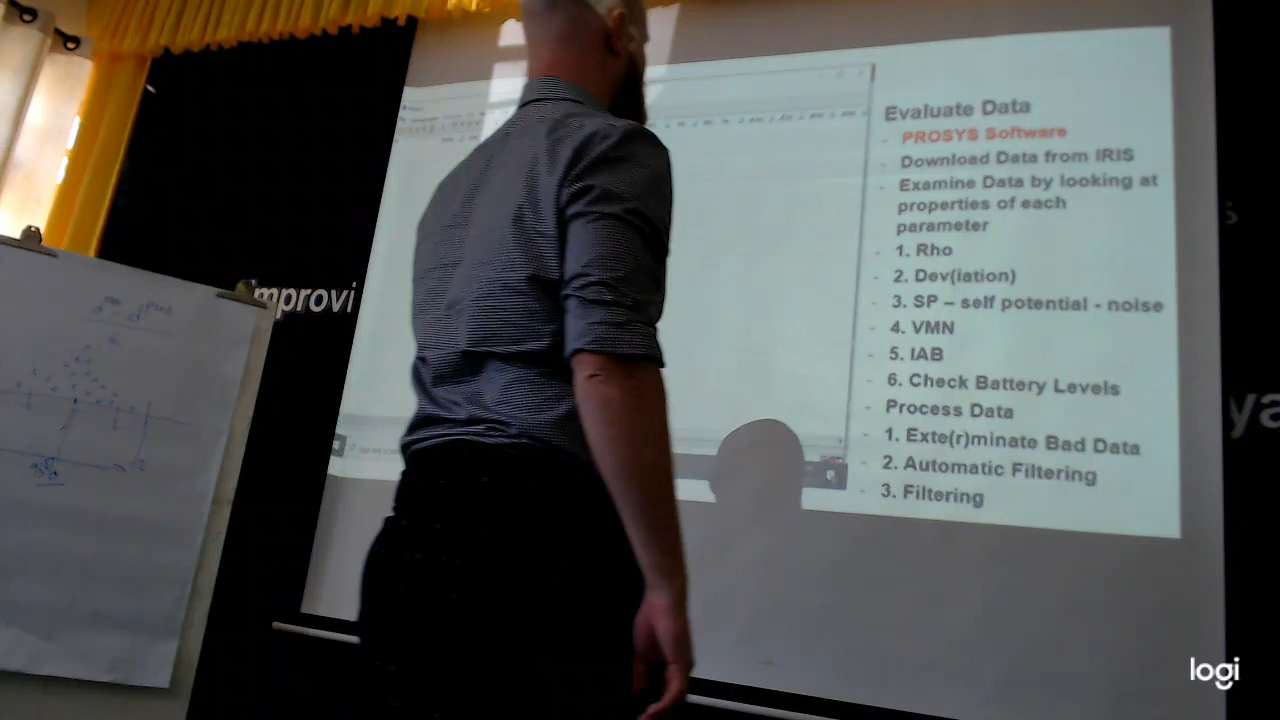 Evaluate Data
- PROSYS Software
- Download Data from IRIS
- Examine Data by looking at
properties of each
parameter
- 1. Rho
- 2. Dev(iation)
- 3. SP – self potential - noise
- 4. VMN
- 5. IAB
- 6. Check Battery Levels
- Process Data
- 1. Exte(r)minate Bad Data
- 2. Automatic Filtering
- 3. Filtering
mprovi
ya
logi